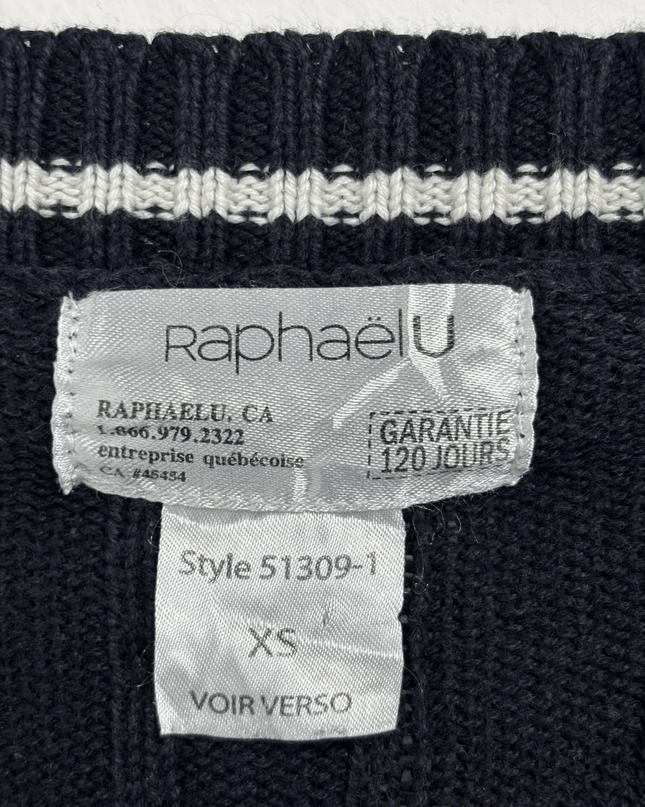 RaphaëlU
RAPHAELU. CA
1.866.979.2322
entreprise québécoise
CA #45454
GARANTIE
120 JOURS
Style 51309-1
XS
VOIR VERSO